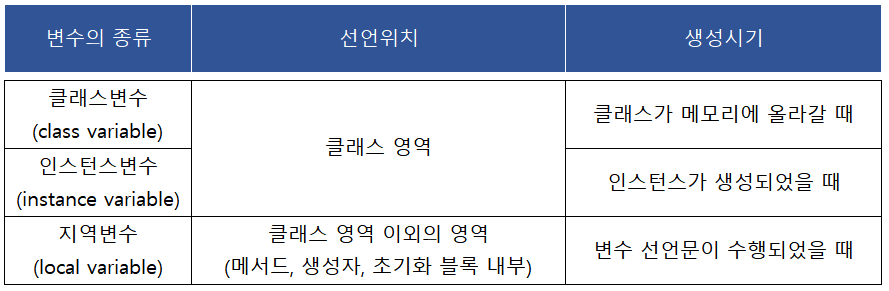 변수의 종류
선언위치
생성시기
클래스변수
(class variable)
클래스 영역
클래스가 메모리에 올라갈 때
인스턴스변수
(instance variable)
인스턴스가 생성되었을 때
지역변수
(local variable)
클래스 영역 이외의 영역
(메서드, 생성자, 초기화 블록 내부)
변수 선언문이 수행되었을 때